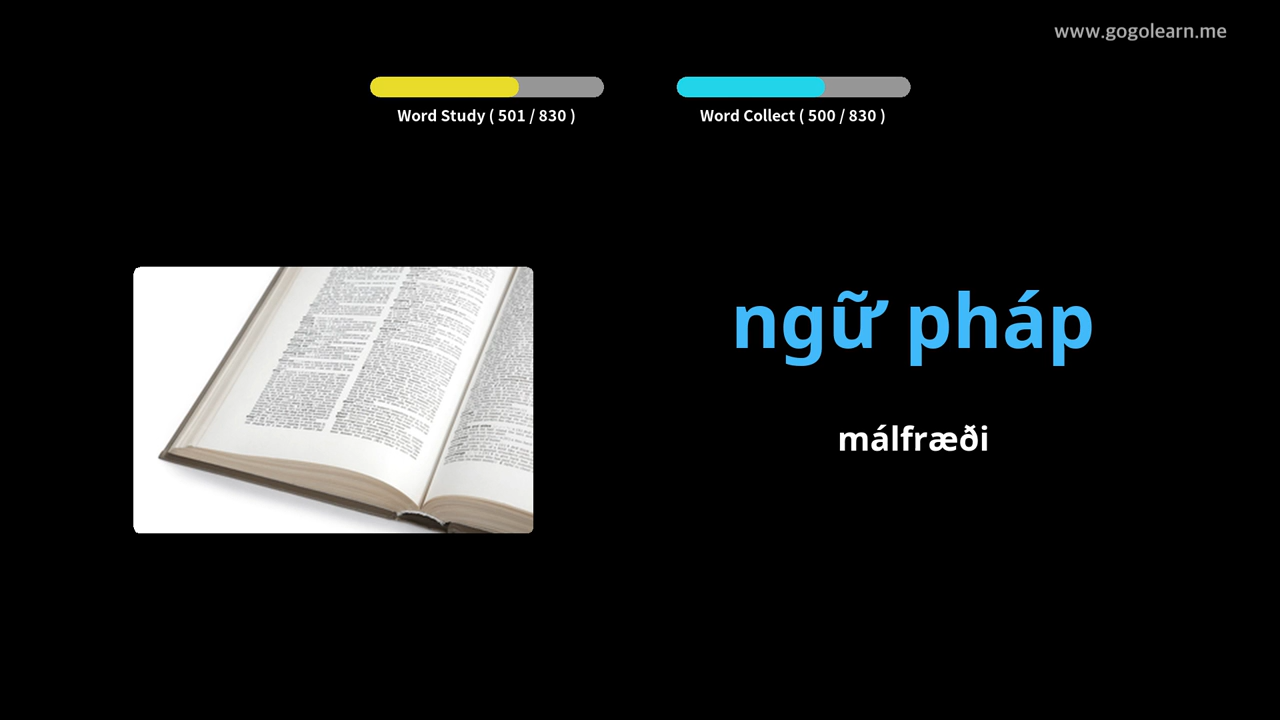 www.gogolearn.me
Word Study ( 501 / 830 )
Word Collect ( 500 / 830 )
ngữ pháp
málfræði